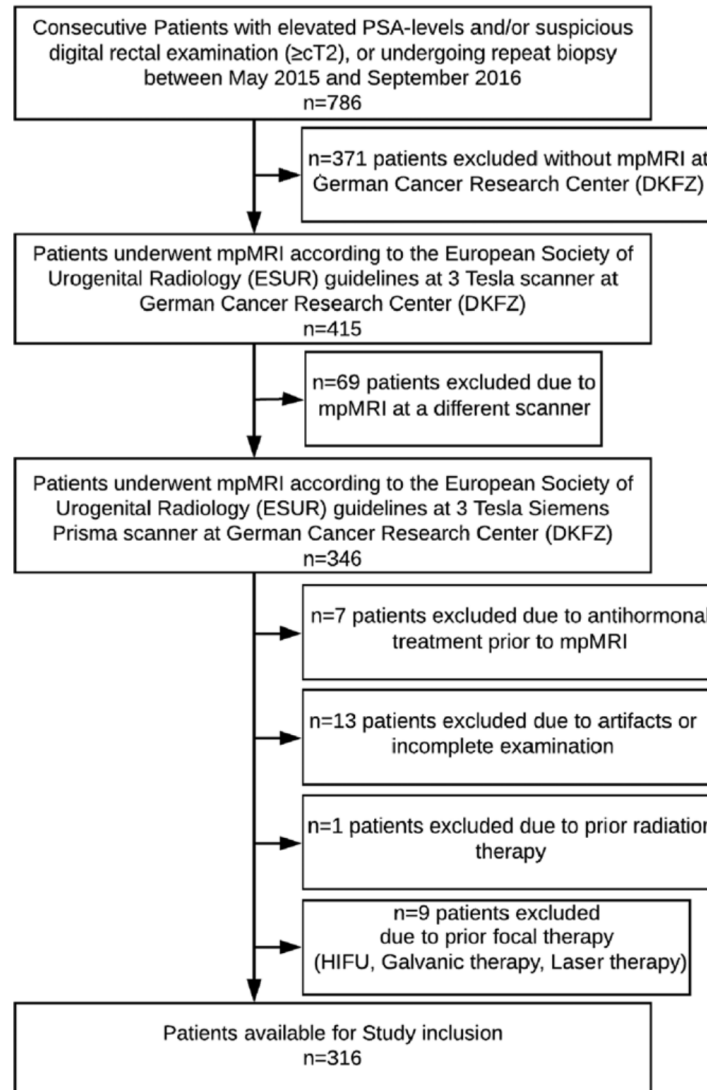 Consecutive Patients with elevated PSA-levels and/or suspicious
digital rectal examination (≥cT2), or undergoing repeat biopsy
between May 2015 and September 2016
n=786
n=371 patients excluded without mpMRI at
German Cancer Research Center (DKFZ)
Patients underwent mpMRI according to the European Society of
Urogenital Radiology (ESUR) guidelines at 3 Tesla scanner at
German Cancer Research Center (DKFZ)
n=415
n=69 patients excluded due to
mpMRI at a different scanner
Patients underwent mpMRI according to the European Society of
Urogenital Radiology (ESUR) guidelines at 3 Tesla Siemens
Prisma scanner at German Cancer Research Center (DKFZ)
n=346
n=7 patients excluded due to antihormonal
treatment prior to mpMRI
n=13 patients excluded due to artifacts or
incomplete examination
n=1 patients excluded due to prior radiation
therapy
n=9 patients excluded
due to prior focal therapy
(HIFU, Galvanic therapy, Laser therapy)
Patients available for Study inclusion
n=316